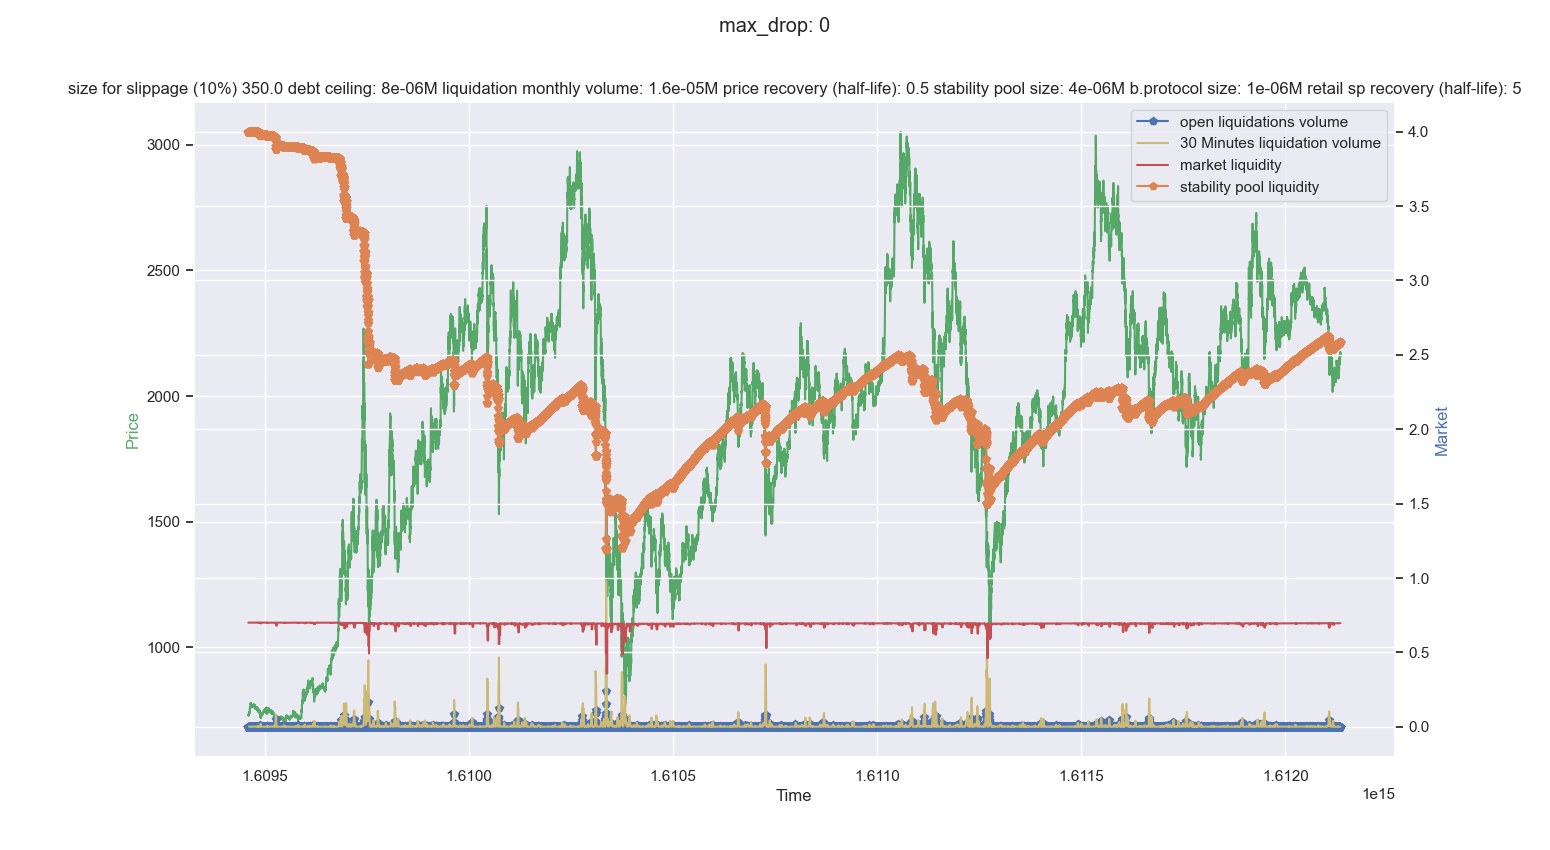 max_drop: 0
size for slippage (10%) 350.0 debt ceiling: 8e-06M liquidation monthly volume: 1.6e-05M price recovery (half-life): 0.5 stability pool size: 4e-06M b.protocol size: 1e-06M retail sp recovery (half-life): 5
open liquidations volume
30 Minutes liquidation volume
market liquidity
stability pool liquidity
3000
2500
2000
1500
1000
Price
4.0
3.5
3.0
2.5
2.0
1.5
1.0
0.5
0.0
Market
1.6095
1.6100
1.6105
1.6110
1.6115
1.6120
Time
1e15